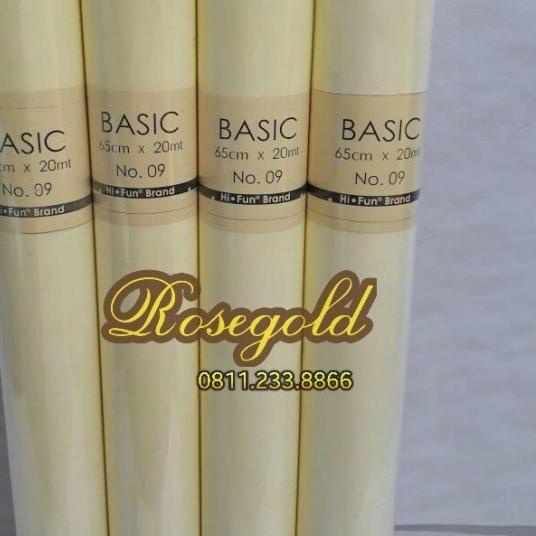 ASIC
cm x 20mt
No. 09
Hi•Fun® Brand
BASIC
65cm x 20mt
No. 09
Hi•Fun® Brand
BASIC
65cm x 20mt
No. 09
Hi•Fun® Brand
BASIC
65cm x 20mt
No. 09
Hi•Fun® Brand
Rosegold
0811.233.8866